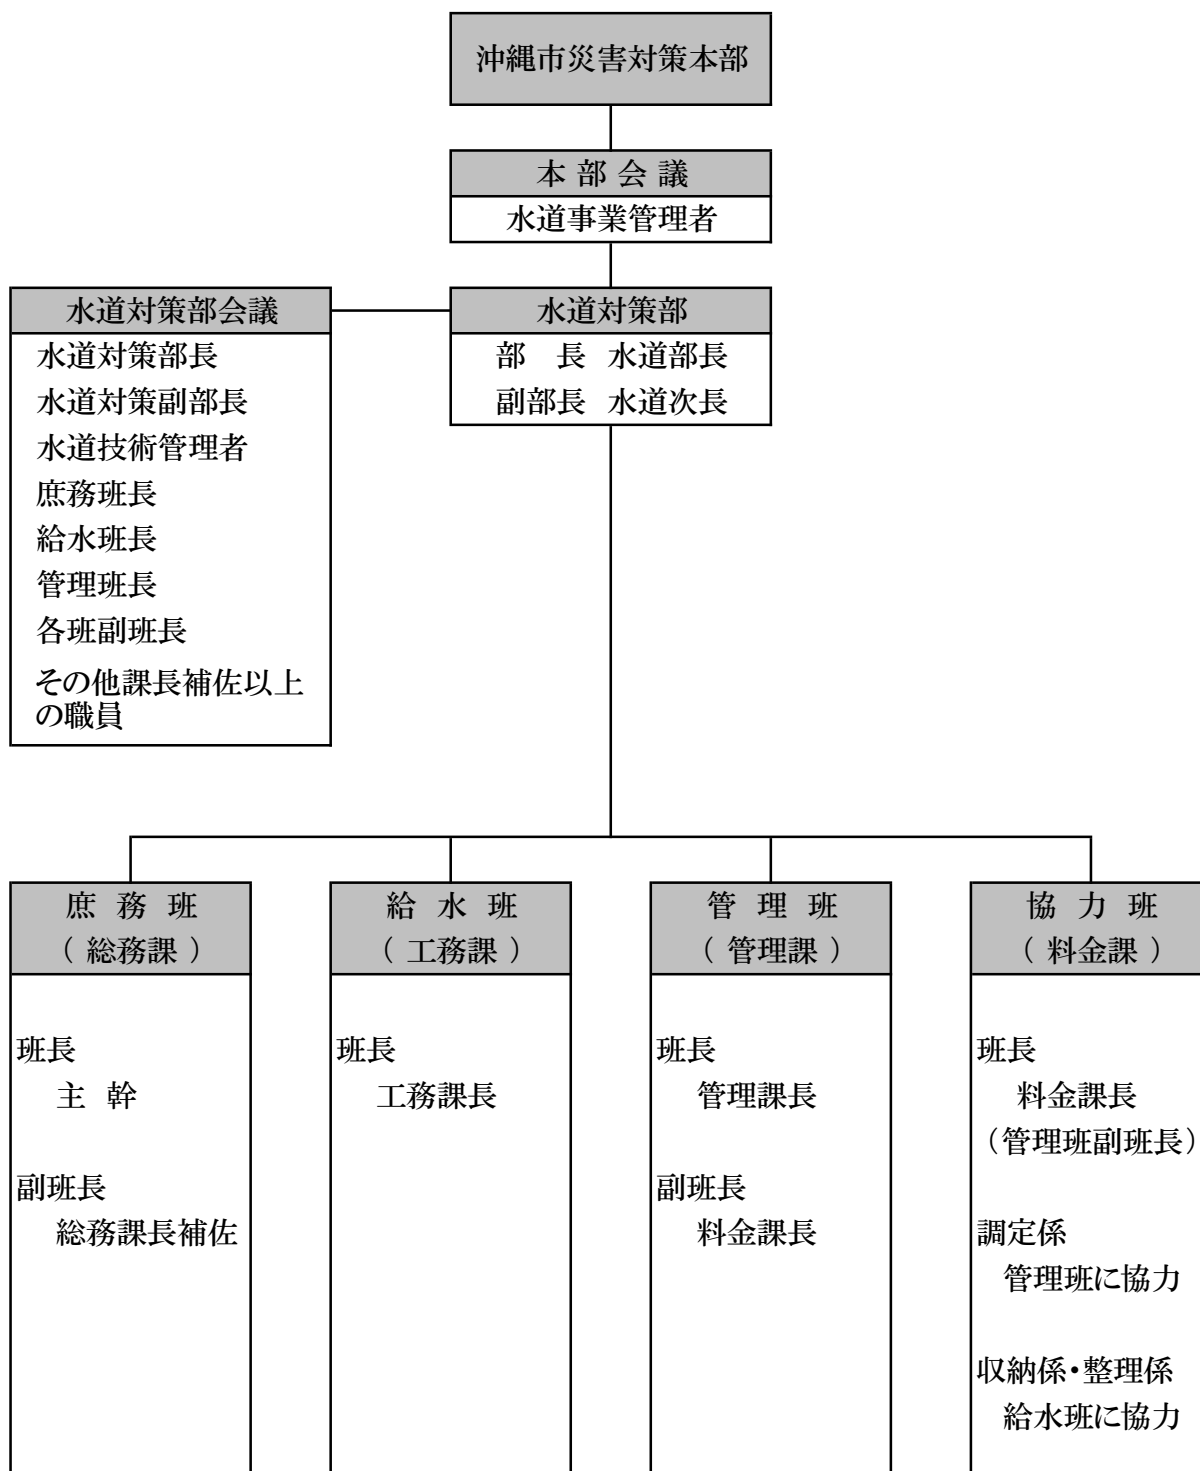 沖縄市災害対策本部
本 部 会 議
水道事業管理者
水道対策部会議
水道対策部長
水道対策副部長
水道技術管理者
庶務班長
給水班長
管理班長
各班副班長
その他課長補佐以上
の職員
水道対策部
部　長 水道部長
副部長 水道次長
庶 務 班
（ 総務課 ）
班長
主 幹
副班長
総務課長補佐
給 水 班
（ 工務課 ）
班長
工務課長
管 理 班
（ 管理課 ）
班長
管理課長
副班長
料金課長
協 力 班
（ 料金課 ）
班長
料金課長
（管理班副班長）
調定係
管理班に協力
収納係・整理係
給水班に協力